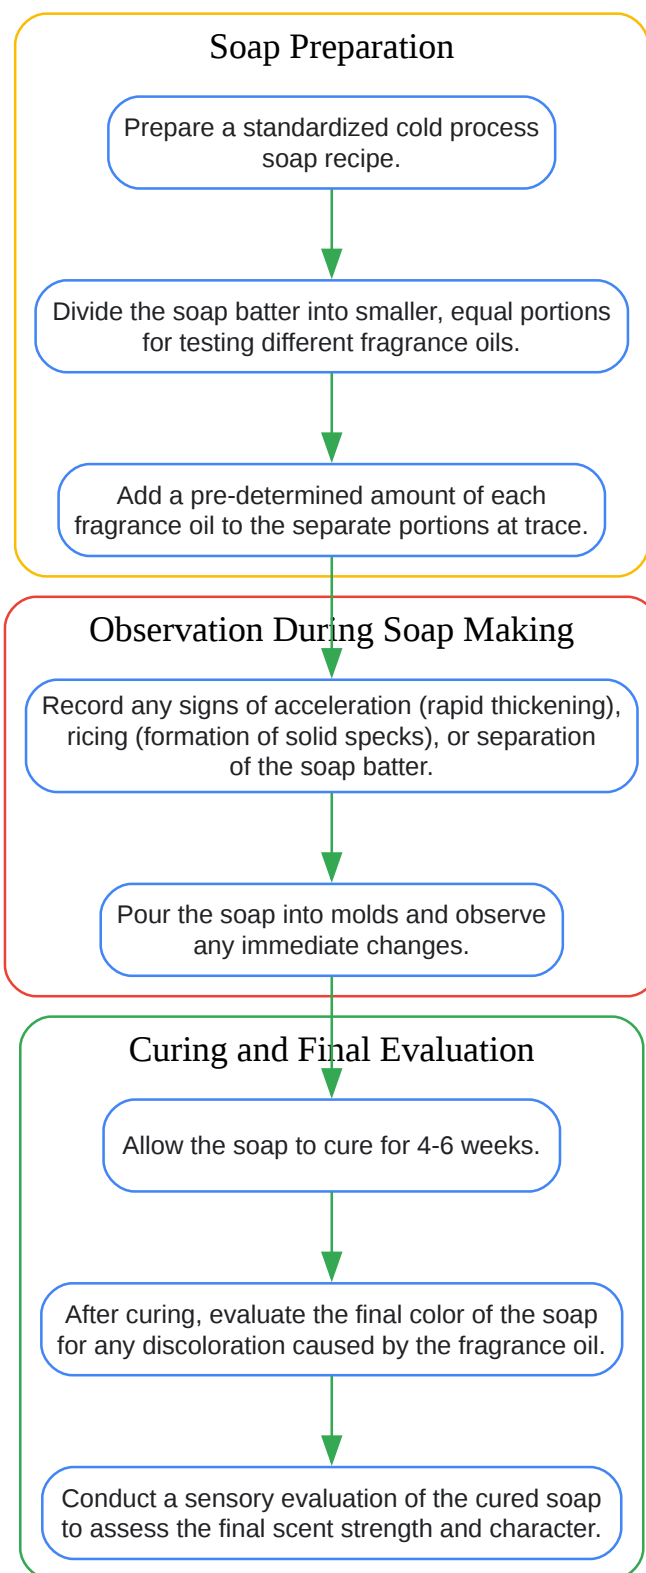 Soap Preparation
Prepare a standardized cold process
soap recipe.
Divide the soap batter into smaller, equal portions
for testing different fragrance oils.
Add a pre-determined amount of each
fragrance oil to the separate portions at trace.
Observation During Soap Making
Record any signs of acceleration (rapid thickening),
ricing (formation of solid specks), or separation
of the soap batter.
Pour the soap into molds and observe
any immediate changes.
Curing and Final Evaluation
Allow the soap to cure for 4-6 weeks.
After curing, evaluate the final color of the soap
for any discoloration caused by the fragrance oil.
Conduct a sensory evaluation of the cured soap
to assess the final scent strength and character.